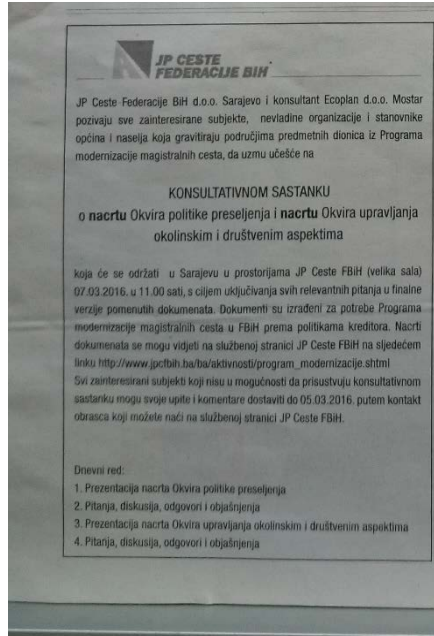 JP CESTE
FEDERACIJE BIH
JP Ceste Federacije BiH d.o.o. Sarajevo i konsultant Ecoplan d.o.o. Mostar
pozivaju sve zainteresirane subjekte, nevladine organizacije i stanovnike
općina i naselja koja gravitiraju područjima predmetnih dionica iz Programa
modernizacije magistralnih cesta, da uzmu učešće na
KONSULTATIVNOM SASTANKU
o nacrtu Okvira politike preseljenja i nacrtu Okvira upravljanja
okolinskim i društvenim aspektima
koja će se održati u Sarajevu u prostorijama JP Ceste FBiH (velika sala)
07.03.2016. u 11.00 sati, s ciljem uključivanja svih relevantnih pitanja u finalne
verzije pomenutih dokumenata. Dokumenti su izrađeni za potrebe Programa
modernizacije magistralnih cesta u FBiH prema politikama kreditora. Nacrti
dokumenata se mogu vidjeti na službenoj stranici JP Ceste FBiH na sljedećem
linku http://www.jpcfbih.ba/ba/aktivnosti/program_modernizacije.shtml
Svi zainteresirani subjekti koji nisu u mogućnosti da prisustvuju konsultativnom
sastanku mogu svoje upite i komentare dostaviti do 05.03.2016. putem kontakt
obrasca koji možete naći na službenoj stranici JP Ceste FBiH.
Dnevni red:
1. Prezentacija nacrta Okvira politike preseljenja
2. Pitanja, diskusija, odgovori i objašnjenja
3. Prezentacija nacrta Okvira upravljanja okolinskim i društvenim aspektima
4. Pitanja, diskusija, odgovori i objašnjenja